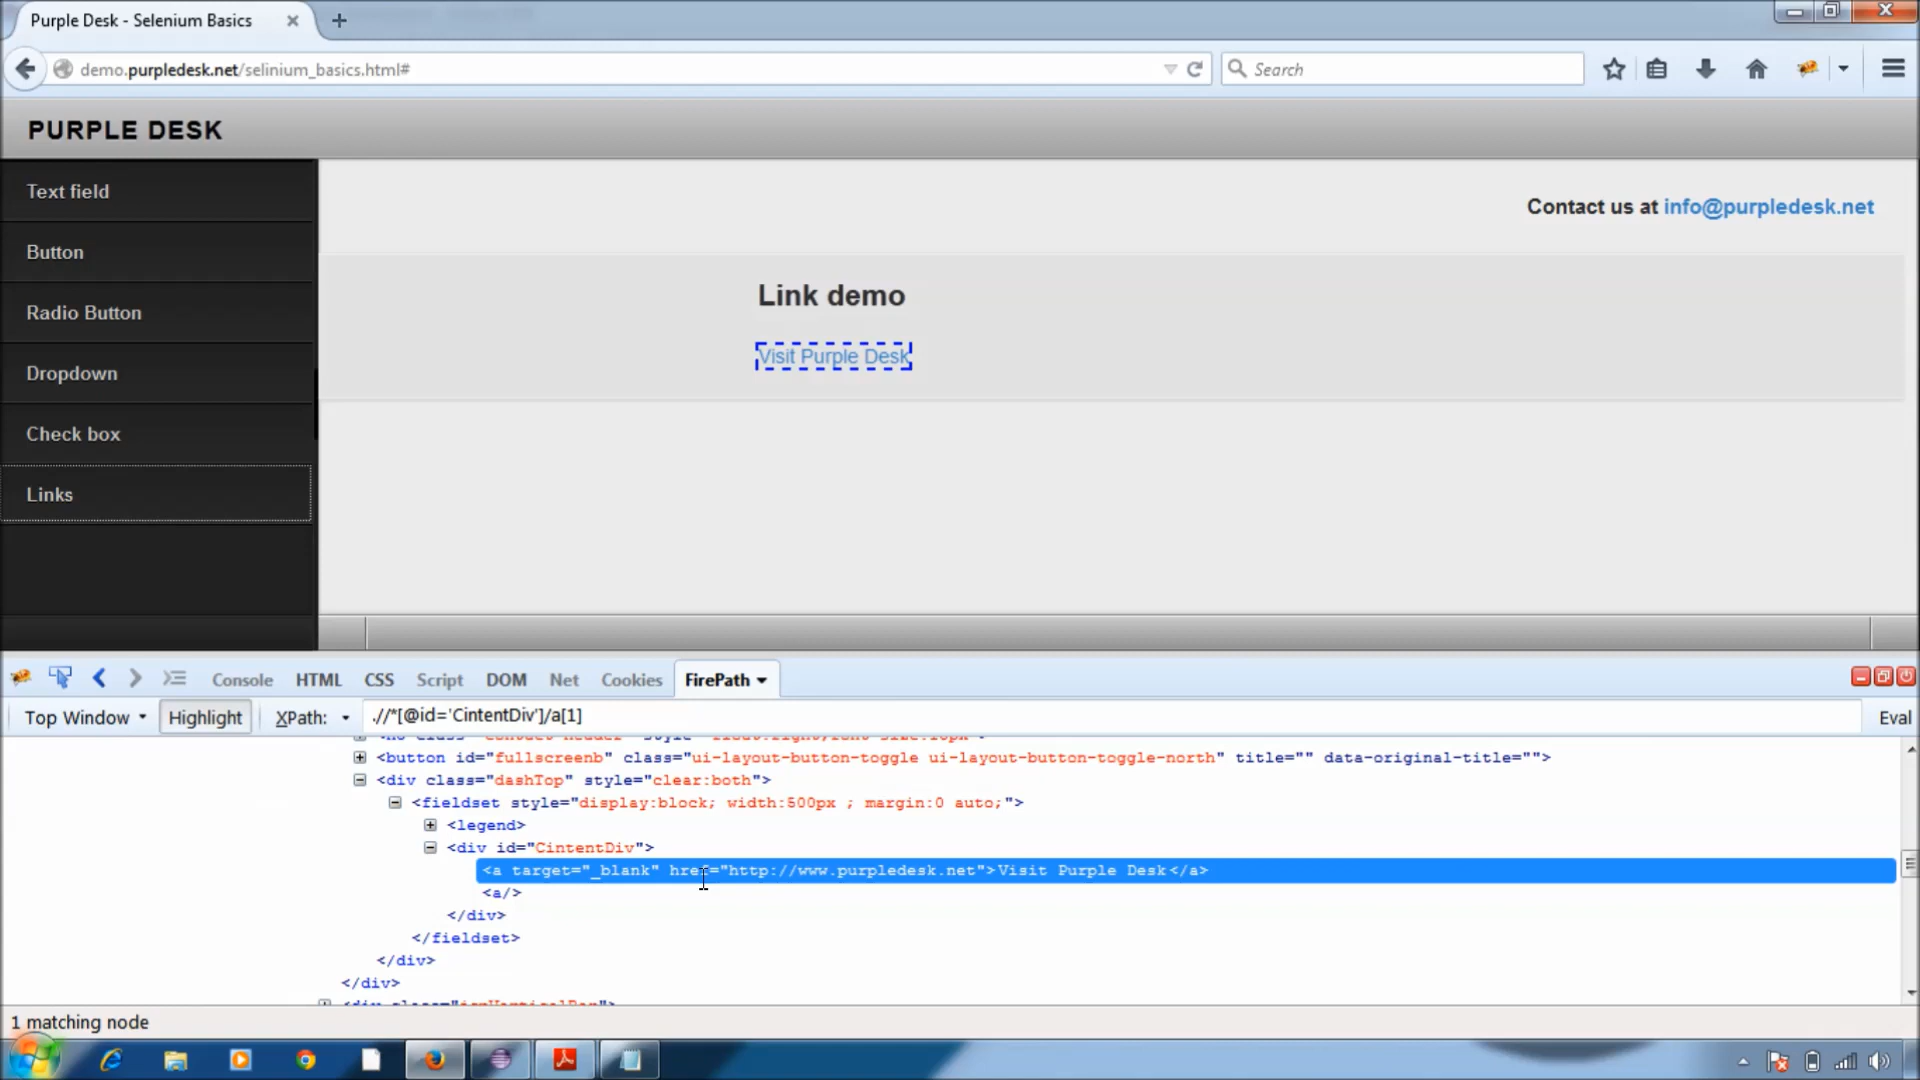 Purple Desk - Selenium Basics
demo.purpledesk.net/selinium_basics.html#
Search
PURPLE DESK
Text field
Button
Radio Button
Dropdown
Check box
Links
Contact us at info@purpledesk.net
Link demo
Visit Purple Desk
Console HTML CSS Script DOM Net Cookies FirePath
Top Window Highlight XPath: .//*[@id='CintentDiv']/a[1] Eval
<button id="fullscreenb" class="ui-layout-button-toggle ui-layout-button-toggle-north" title="" data-original-title="">
<div class="dashTop" style="clear:both">
<fieldset style="display:block; width:500px ; margin:0 auto;">
<legend>
<div id="CintentDiv">
<a target="_blank" href="http://www.purpledesk.net">Visit Purple Desk</a>
<a/>
</div>
</fieldset>
</div>
</div>
1 matching node